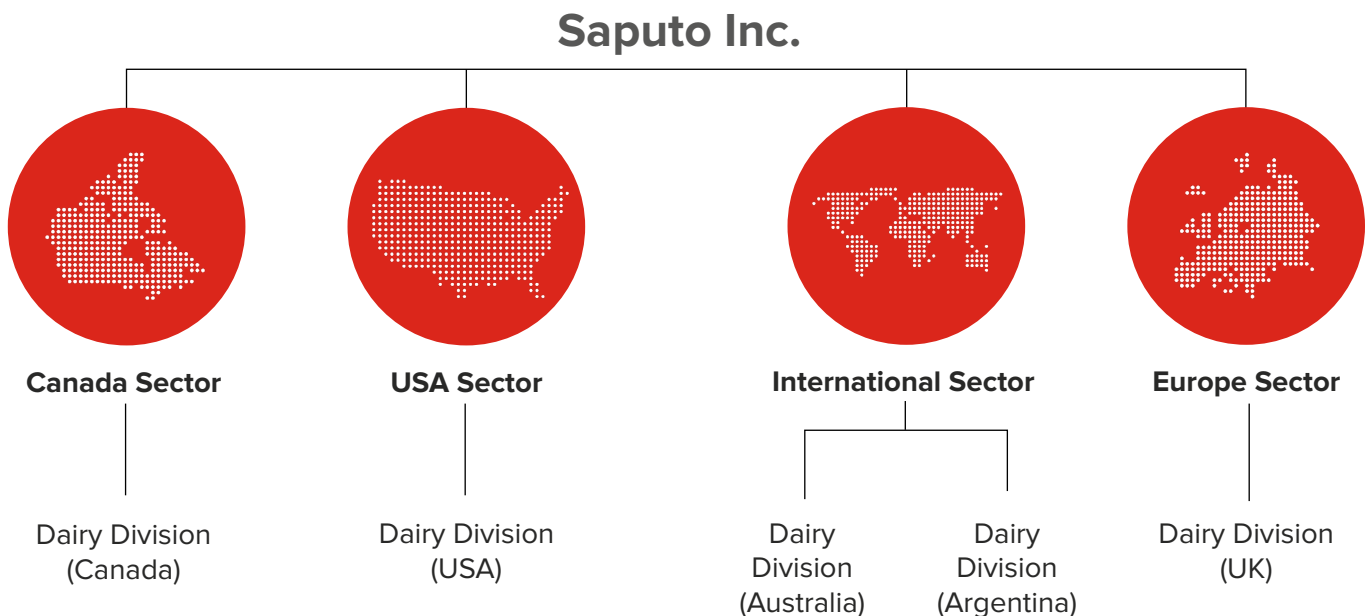 Saputo Inc.
Canada Sector
USA Sector
International Sector
Europe Sector
Dairy Division
(Canada)
Dairy Division
(USA)
Dairy
Division
(Australia)
Dairy
Division
(Argentina)
Dairy Division
(UK)